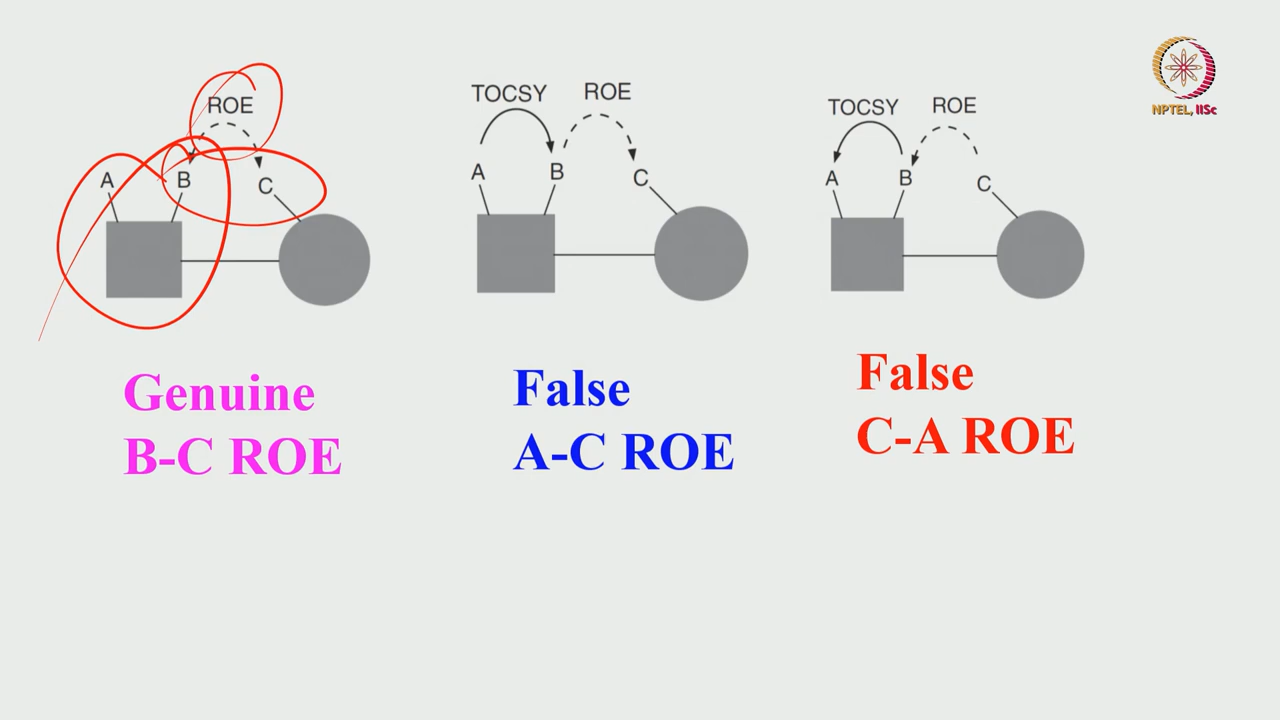 ROE
A B C
Genuine
B-C ROE
TOCSY ROE
A B C
False
A-C ROE
TOCSY ROE
A B C
False
C-A ROE
NPTEL, IISc